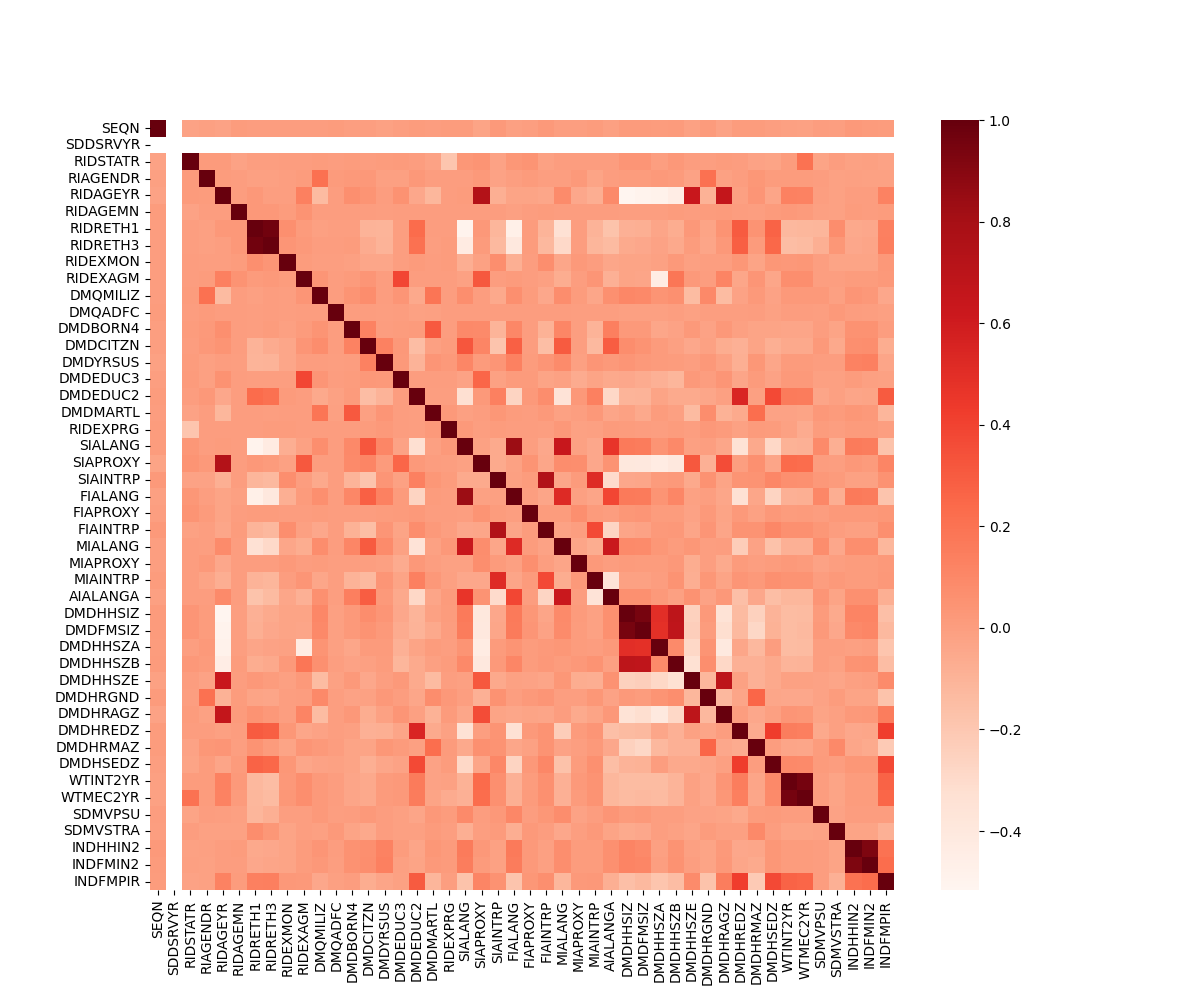 SEQN
SDDSRVYR
RIDSTATR
RIAGENDR
RIDAGEYR
RIDAGEMN
RIDRETH1
RIDRETH3
RIDEXMON
RIDEXAGM
DMQMILIZ
DMQADFC
DMDBORN4
DMDCITZN
DMDYRSUS
DMDEDUC3
DMDEDUC2
DMDMARTL
RIDEXPRG
SIALANG
SIAPROXY
SIAINTRP
FIALANG
FIAPROXY
FIAINTRP
MIALANG
MIAPROXY
MIAINTRP
AIALANGA
DMDHHSIZ
DMDFMSIZ
DMDHHSZA
DMDHHSZB
DMDHHSZE
DMDHRGND
DMDHRAGZ
DMDHREDZ
DMDHRMAZ
DMDHSEDZ
WTINT2YR
WTMEC2YR
SDMVPSU
SDMVSTRA
INDHHIN2
INDFMIN2
INDFMPIR
SEQN
SDDSRVYR
RIDSTATR
RIAGENDR
RIDAGEYR
RIDAGEMN
RIDRETH1
RIDRETH3
RIDEXMON
RIDEXAGM
DMQMILIZ
DMQADFC
DMDBORN4
DMDCITZN
DMDYRSUS
DMDEDUC3
DMDEDUC2
DMDMARTL
RIDEXPRG
SIALANG
SIAPROXY
SIAINTRP
FIALANG
FIAPROXY
FIAINTRP
MIALANG
MIAPROXY
MIAINTRP
AIALANGA
DMDHHSIZ
DMDFMSIZ
DMDHHSZA
DMDHHSZB
DMDHHSZE
DMDHRGND
DMDHRAGZ
DMDHREDZ
DMDHRMAZ
DMDHSEDZ
WTINT2YR
WTMEC2YR
SDMVPSU
SDMVSTRA
INDHHIN2
INDFMIN2
INDFMPIR
1.0
0.8
0.6
0.4
0.2
0.0
−0.2
−0.4